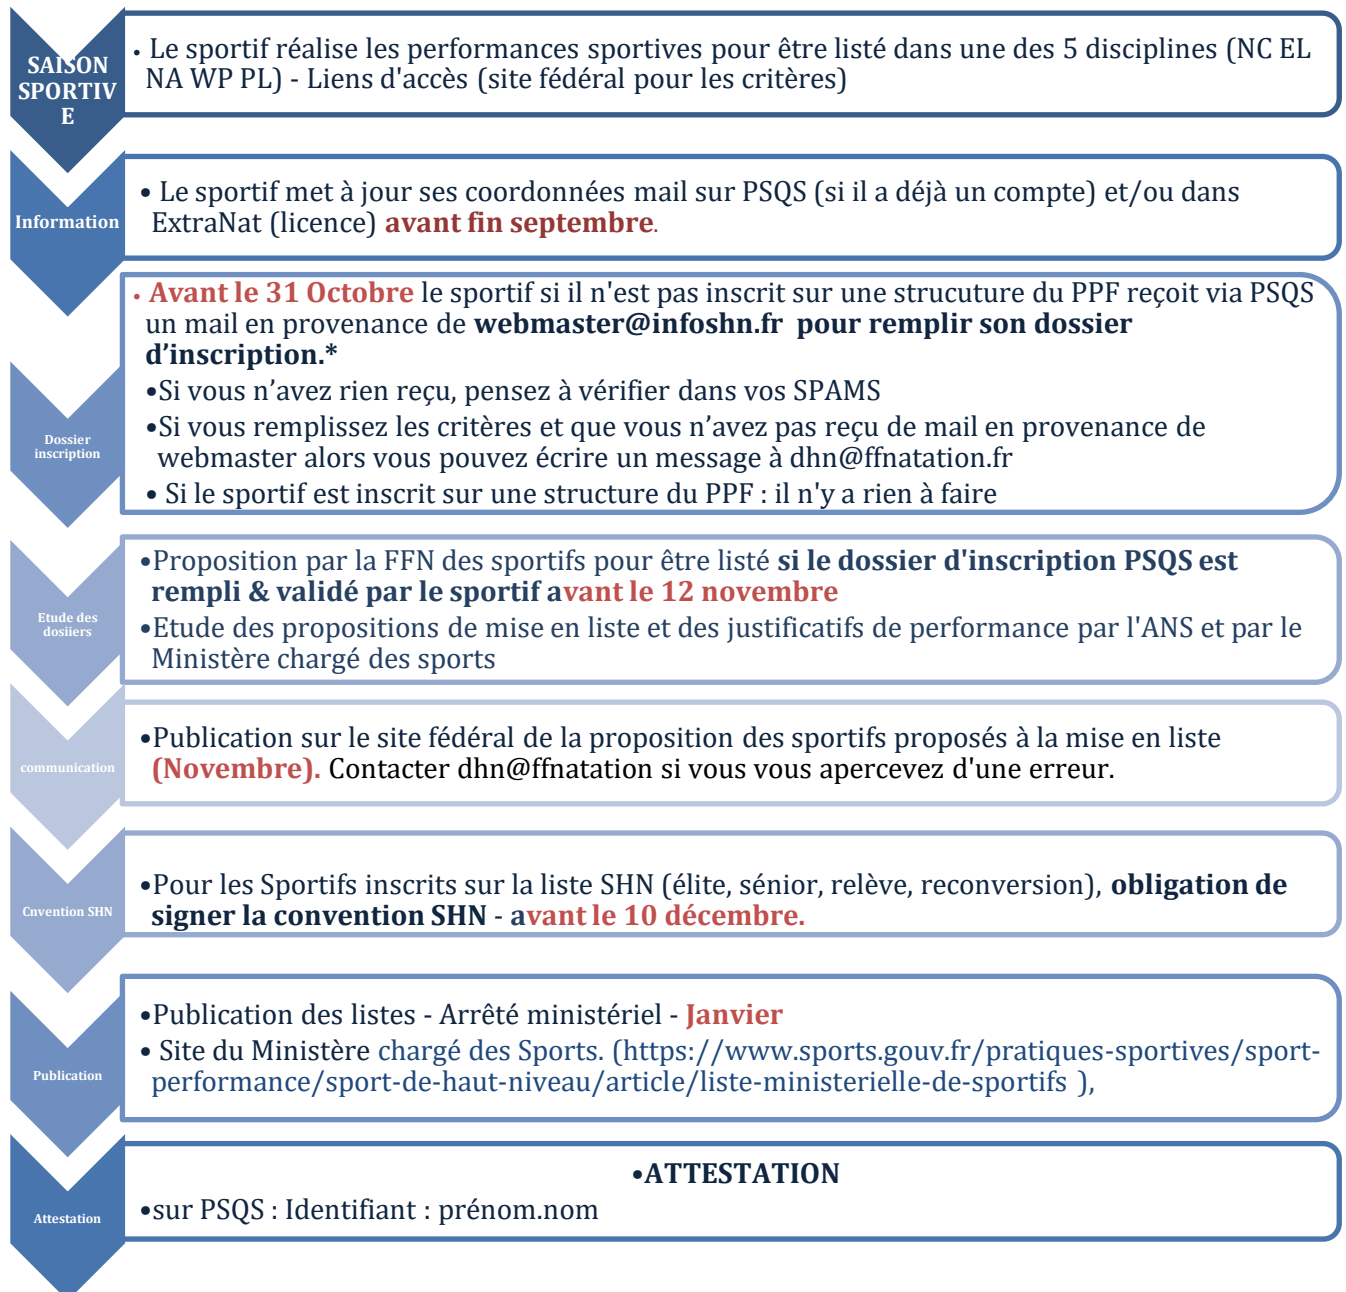 SAISON
SPORTIV
E
• Le sportif réalise les performances sportives pour être listé dans une des 5 disciplines (NC EL
NA WP PL) - Liens d'accès (site fédéral pour les critères)
Information
• Le sportif met à jour ses coordonnées mail sur PSQS (si il a déjà un compte) et/ou dans
ExtraNat (licence) avant fin septembre.
Dossier
inscription
• Avant le 31 Octobre le sportif si il n'est pas inscrit sur une strucuture du PPF reçoit via PSQS
un mail en provenance de webmaster@infoshn.fr pour remplir son dossier
d’inscription.*
•Si vous n’avez rien reçu, pensez à vérifier dans vos SPAMS
•Si vous remplissez les critères et que vous n’avez pas reçu de mail en provenance de
webmaster alors vous pouvez écrire un message à dhn@ffnatation.fr
• Si le sportif est inscrit sur une structure du PPF : il n'y a rien à faire
Etude des
dosiiers
•Proposition par la FFN des sportifs pour être listé si le dossier d'inscription PSQS est
rempli & validé par le sportif avant le 12 novembre
•Etude des propositions de mise en liste et des justificatifs de performance par l'ANS et par le
Ministère chargé des sports
communication
•Publication sur le site fédéral de la proposition des sportifs proposés à la mise en liste
(Novembre). Contacter dhn@ffnatation si vous vous apercevez d'une erreur.
Cnvention SHN
•Pour les Sportifs inscrits sur la liste SHN (élite, sénior, relève, reconversion), obligation de
signer la convention SHN - avant le 10 décembre.
Publication
•Publication des listes - Arrêté ministériel - Janvier
• Site du Ministère chargé des Sports. (https://www.sports.gouv.fr/pratiques-sportives/sport-
performance/sport-de-haut-niveau/article/liste-ministerielle-de-sportifs ),
Attestation
•ATTESTATION
•sur PSQS : Identifiant : prénom.nom